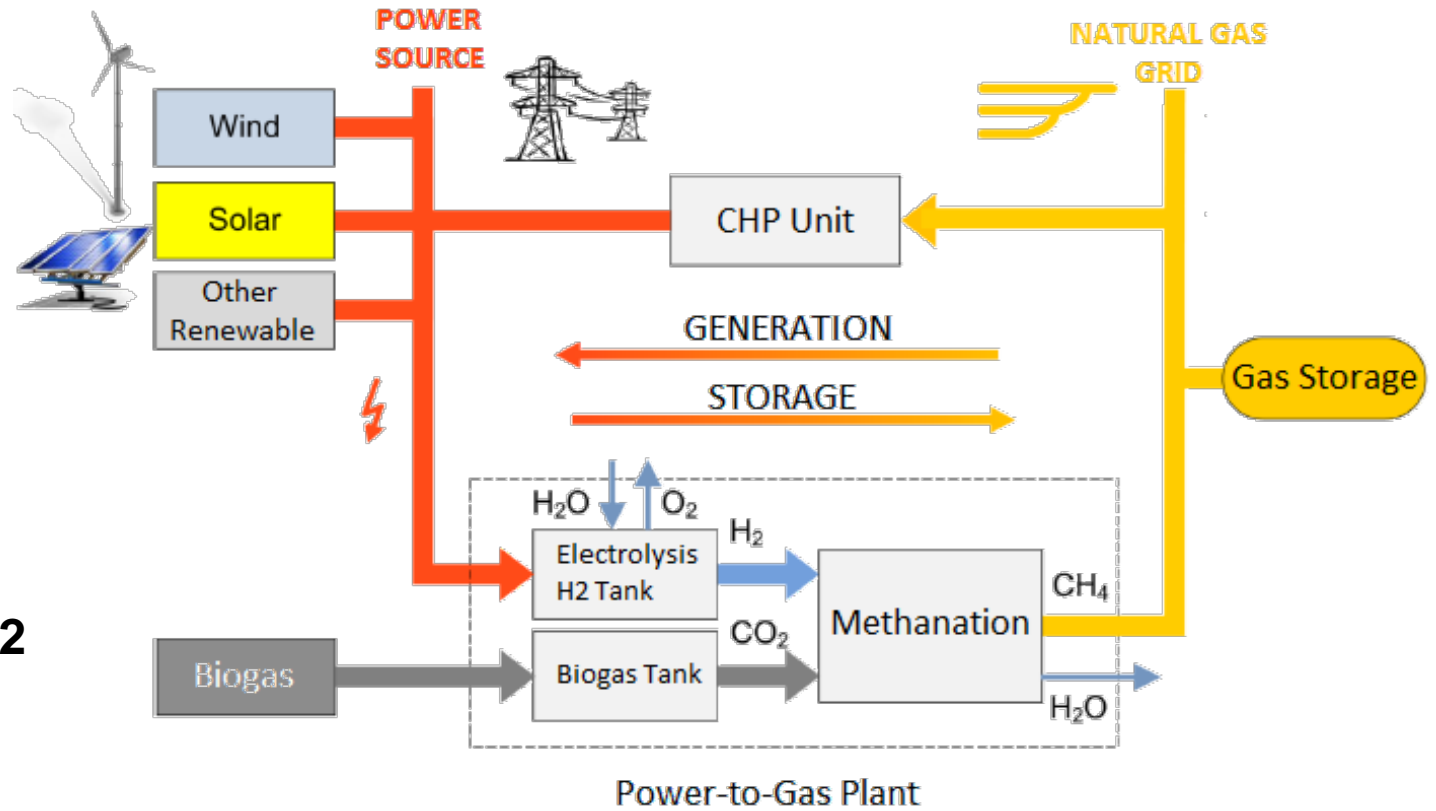 POWER
SOURCE
NATURAL GAS
GRID
Wind
Solar
CHP Unit
Other
Renewable
GENERATION
Gas Storage
STORAGE
H₂O
O₂
H₂
Electrolysis
H2 Tank
CH₄
Methanation
CO₂
2
Biogas
Biogas Tank
H₂O
Power-to-Gas Plant